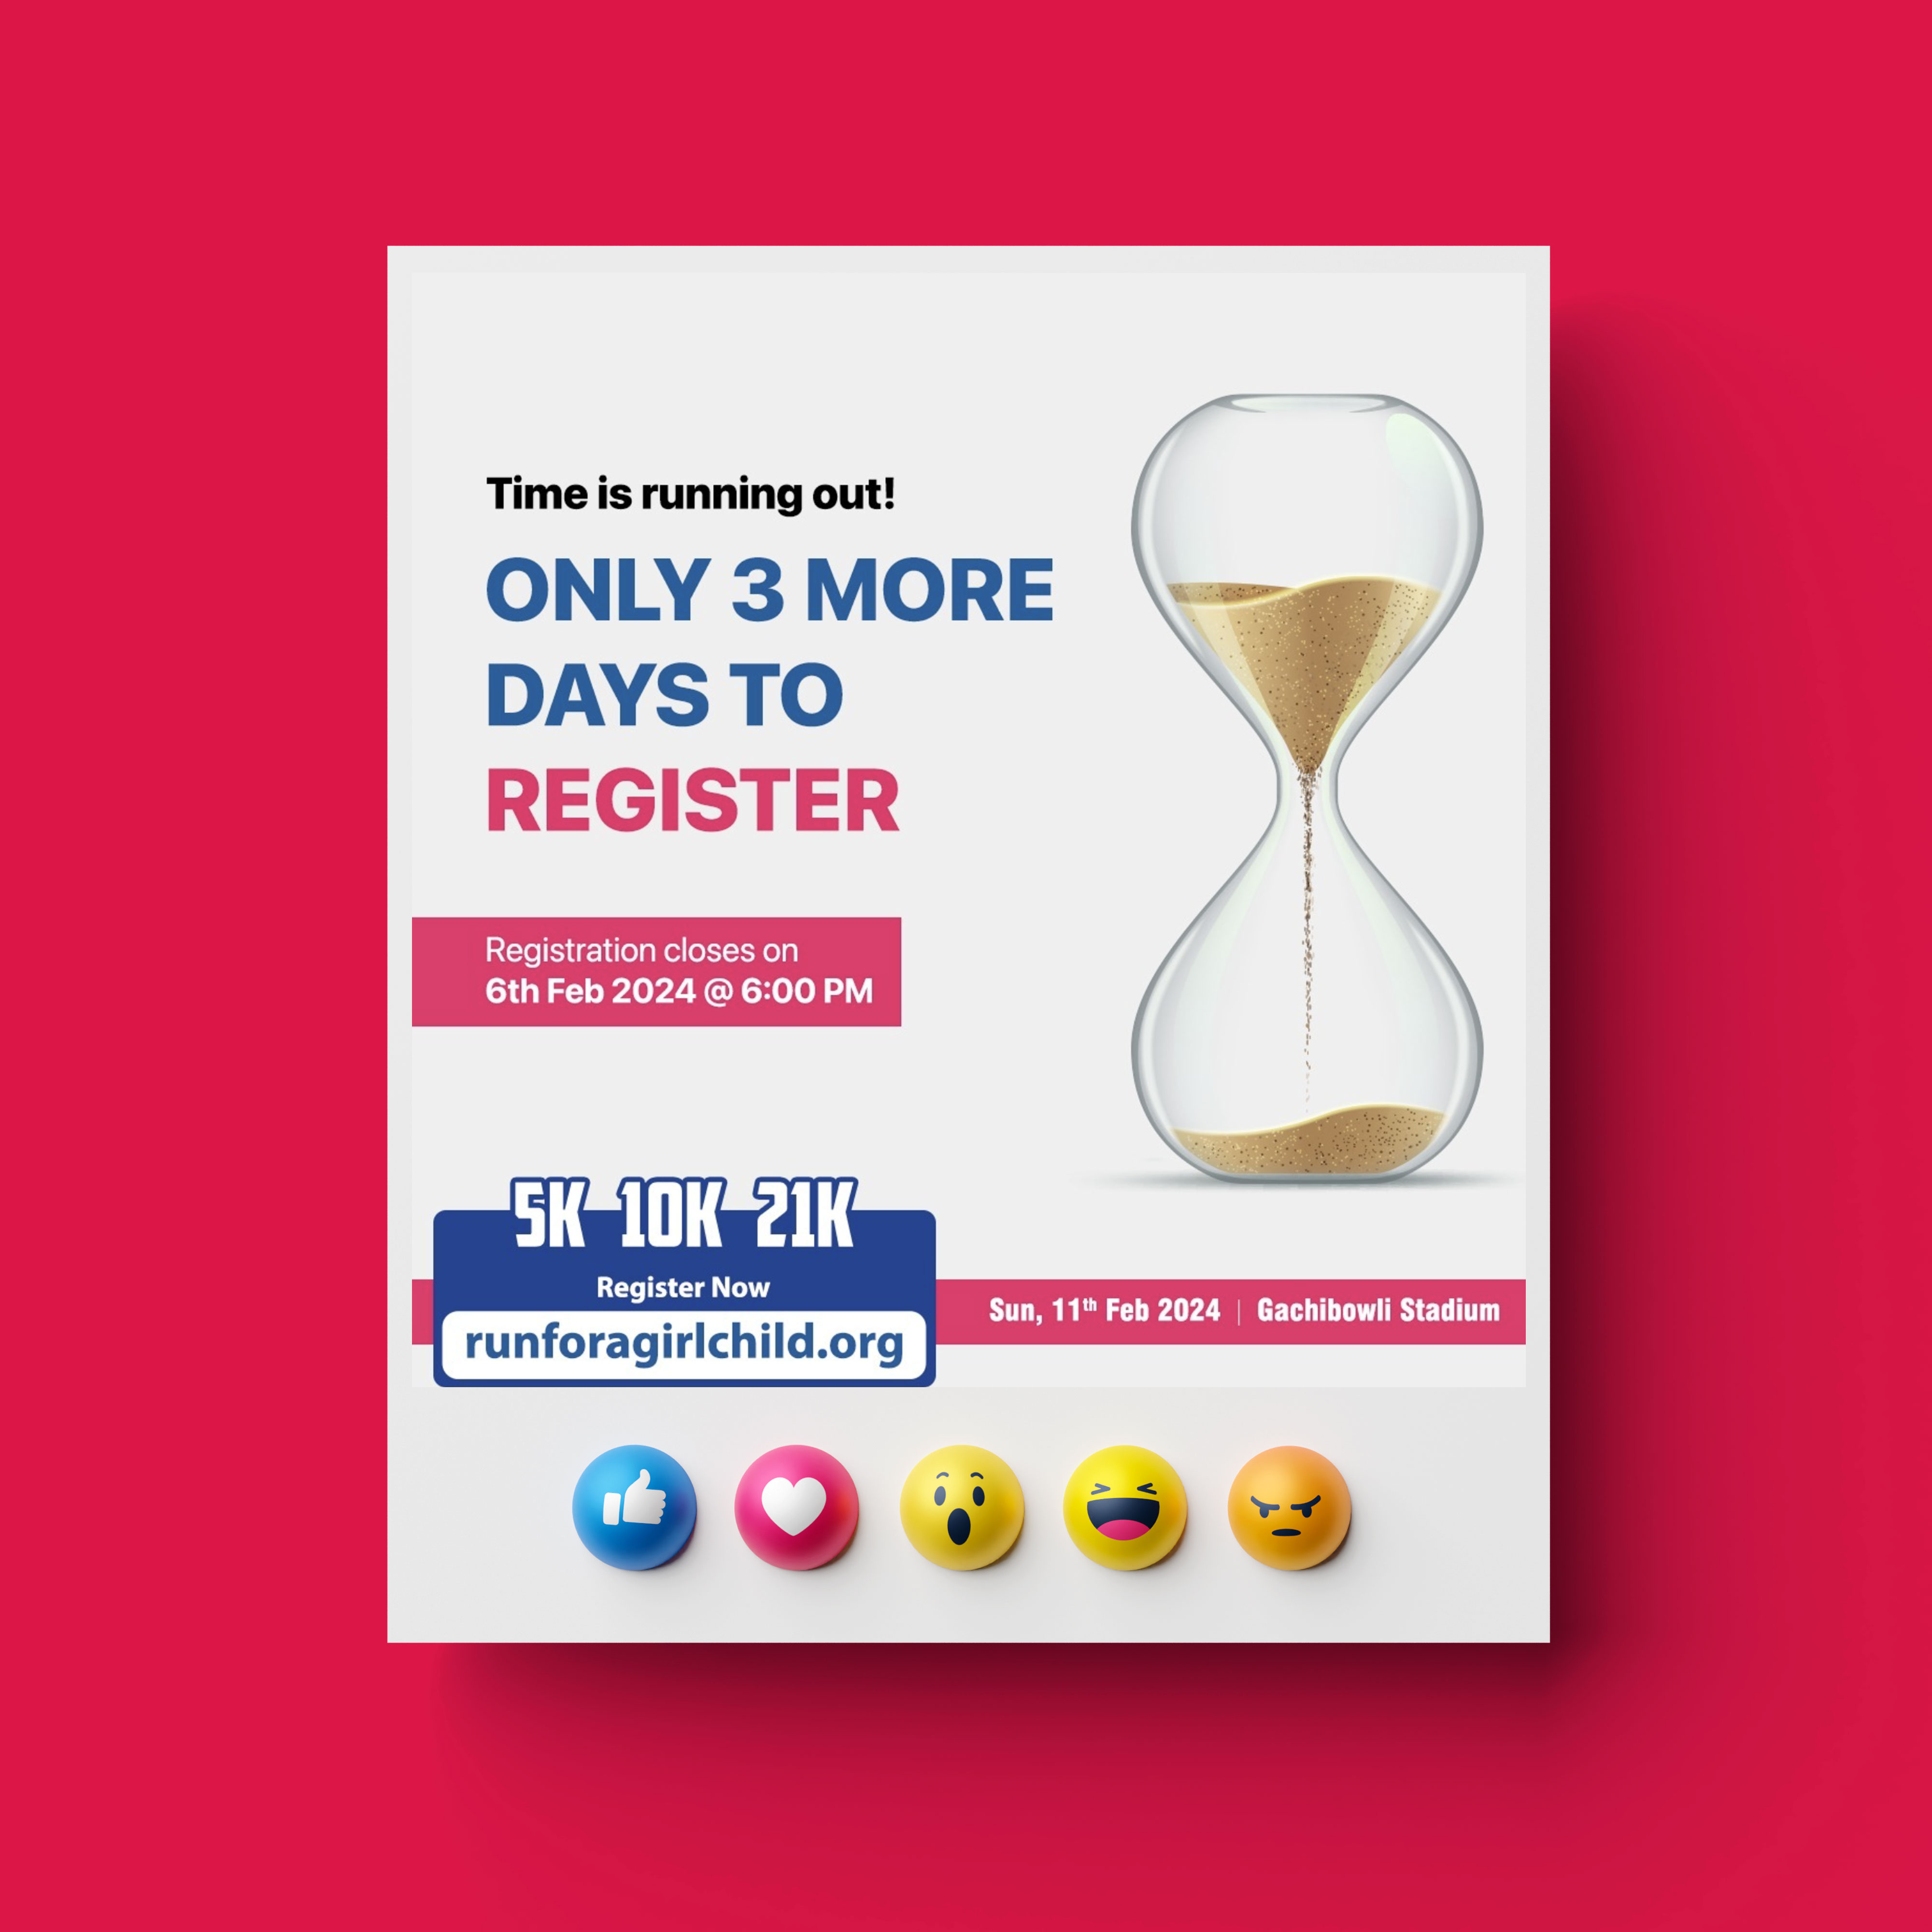 Time is running out!
ONLY 3 MORE
DAYS TO
REGISTER
Registration closes on
6th Feb 2024 @ 6:00 PM
5K 10K 21K
Register Now
runforagirlchild.org
Sun, 11th Feb 2024 | Gachibowli Stadium